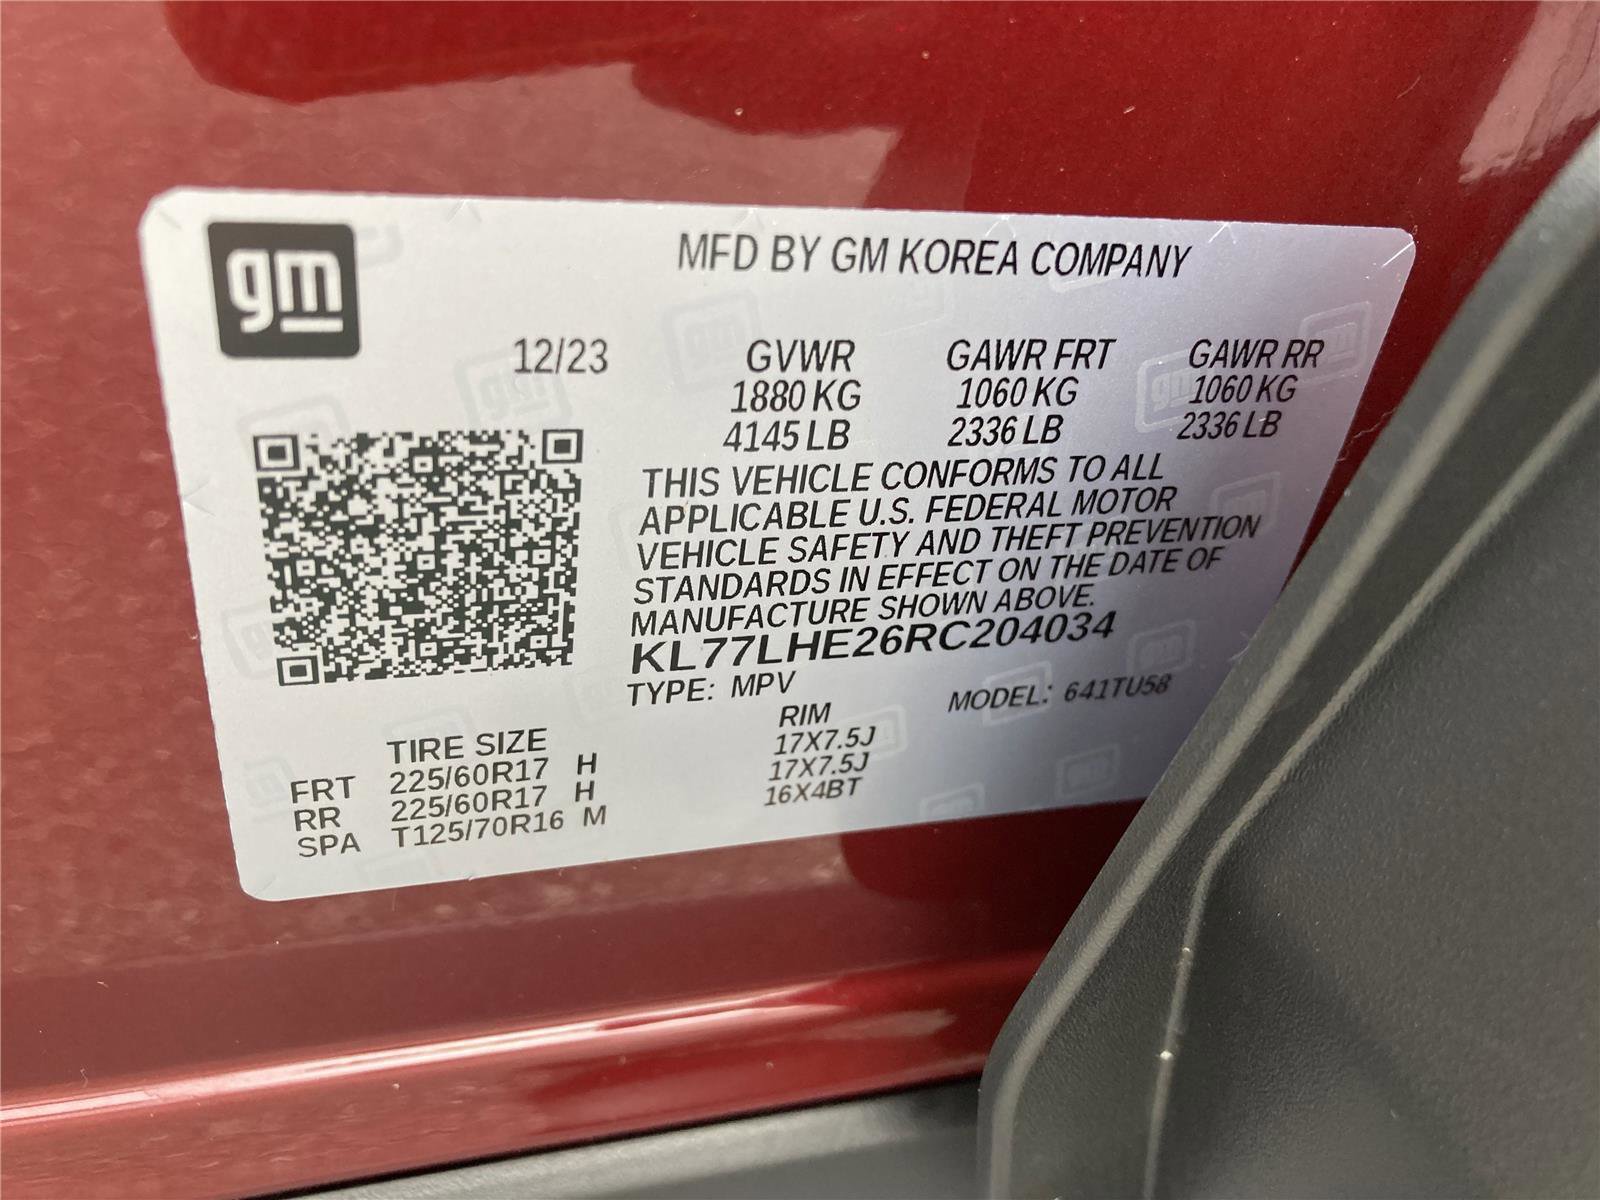 gm
MFD BY GM KOREA COMPANY
12/23 GVWR GAWR FRT GAWR RR
1880 KG 1060 KG 1060 KG
4145 LB 2336 LB 2336 LB
THIS VEHICLE CONFORMS TO ALL
APPLICABLE U.S. FEDERAL MOTOR
VEHICLE SAFETY AND THEFT PREVENTION
STANDARDS IN EFFECT ON THE DATE OF
MANUFACTURE SHOWN ABOVE.
KL77LHE26RC204034
TYPE: MPV MODEL: 641TU58
TIRE SIZE RIM
FRT 225/60R17 H 17X7.5J
RR 225/60R17 H 17X7.5J
SPA T125/70R16 M 16X4BT